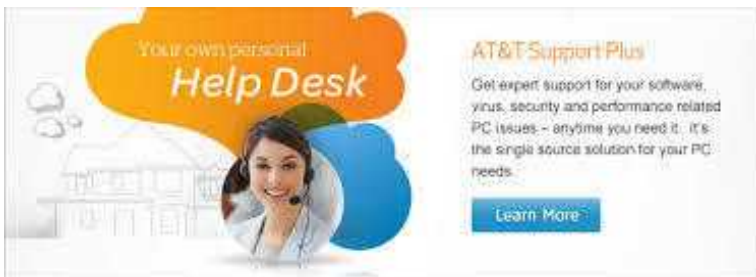 Your own personal
Help Desk
AT&T Support Plus
Get expert support for your software,
virus, security and performance related
PC issues – anytime you need it. it's
the single source solution for your PC
needs.
Learn More